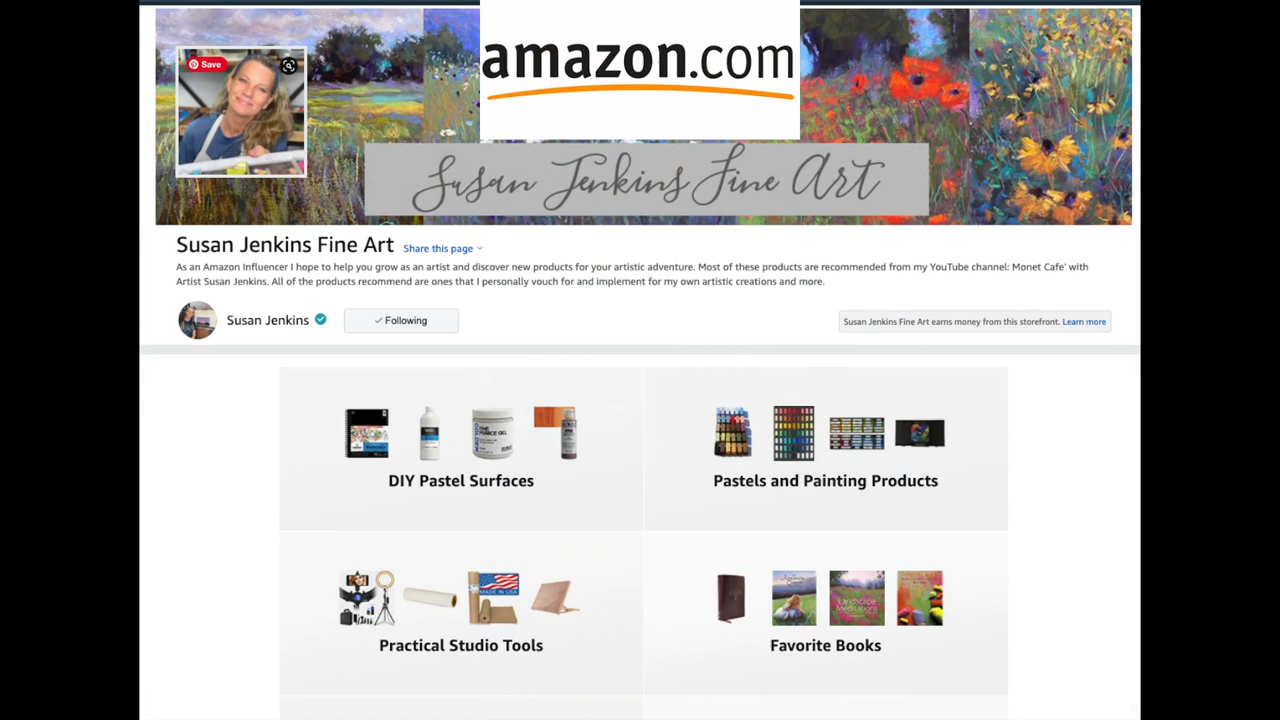 Save
amazon.com
Susan Jenkins Fine Art
Susan Jenkins Fine Art Share this page
As an Amazon Influencer I hope to help you grow as an artist and discover new products for your artistic adventure. Most of these products are recommended from my YouTube channel: Monet Cafe' with
Artist Susan Jenkins. All of the products recommend are ones that I personally vouch for and implement for my own artistic creations and more.
Susan Jenkins
Following
Susan Jenkins Fine Art earns money from this storefront. Learn more
DIY Pastel Surfaces
Pastels and Painting Products
MADE IN USA
Landscape
Meditations
Practical Studio Tools
Favorite Books